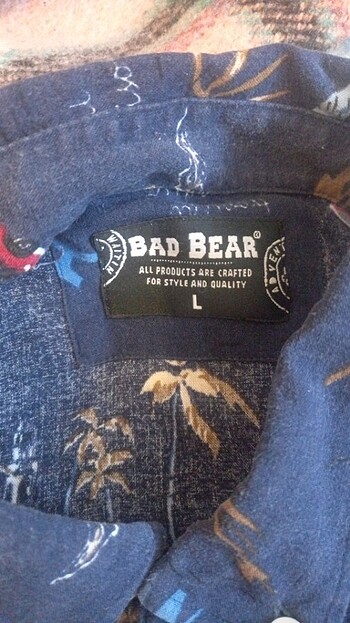 BAD BEAR®
ALL PRODUCTS ARE CRAFTED
FOR STYLE AND QUALITY
L